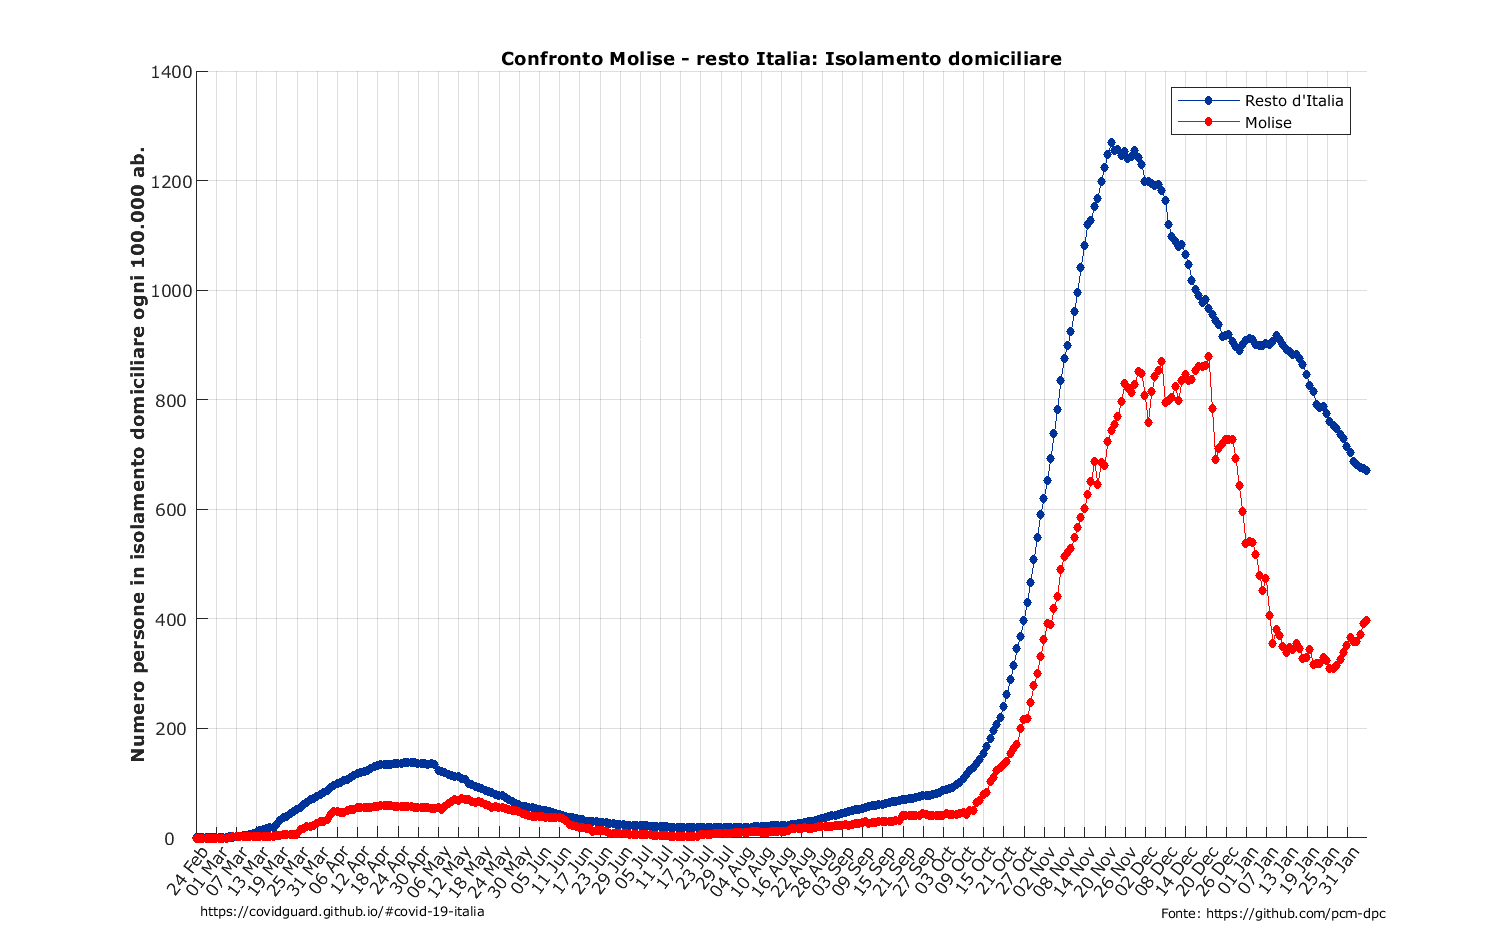 Confronto Molise - resto Italia: Isolamento domiciliare
Numero persone in isolamento domiciliare ogni 100.000 ab.
1400
1200
1000
800
600
400
200
0
Resto d'Italia
Molise
24 Feb
01 Mar
07 Mar
13 Mar
19 Mar
25 Mar
31 Mar
06 Apr
12 Apr
18 Apr
24 Apr
30 Apr
06 May
12 May
18 May
24 May
30 May
05 Jun
11 Jun
17 Jun
23 Jun
29 Jun
05 Jul
11 Jul
17 Jul
23 Jul
29 Jul
04 Aug
10 Aug
16 Aug
22 Aug
28 Aug
03 Sep
09 Sep
15 Sep
21 Sep
27 Sep
03 Oct
09 Oct
15 Oct
21 Oct
27 Oct
02 Nov
08 Nov
14 Nov
20 Nov
26 Nov
02 Dec
08 Dec
14 Dec
20 Dec
26 Dec
01 Jan
07 Jan
13 Jan
19 Jan
25 Jan
31 Jan
https://covidguard.github.io/#covid-19-italia
Fonte: https://github.com/pcm-dpc